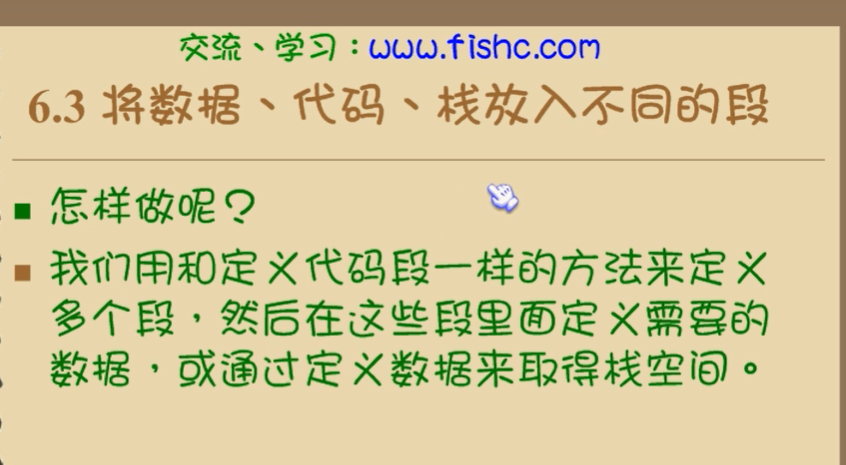 交流、学习：www.fishc.com
6.3 将数据、代码、栈放入不同的段
怎样做呢？
我们用和定义代码段一样的方法来定义
多个段，然后在这些段里面定义需要的
数据，或通过定义数据来取得栈空间。